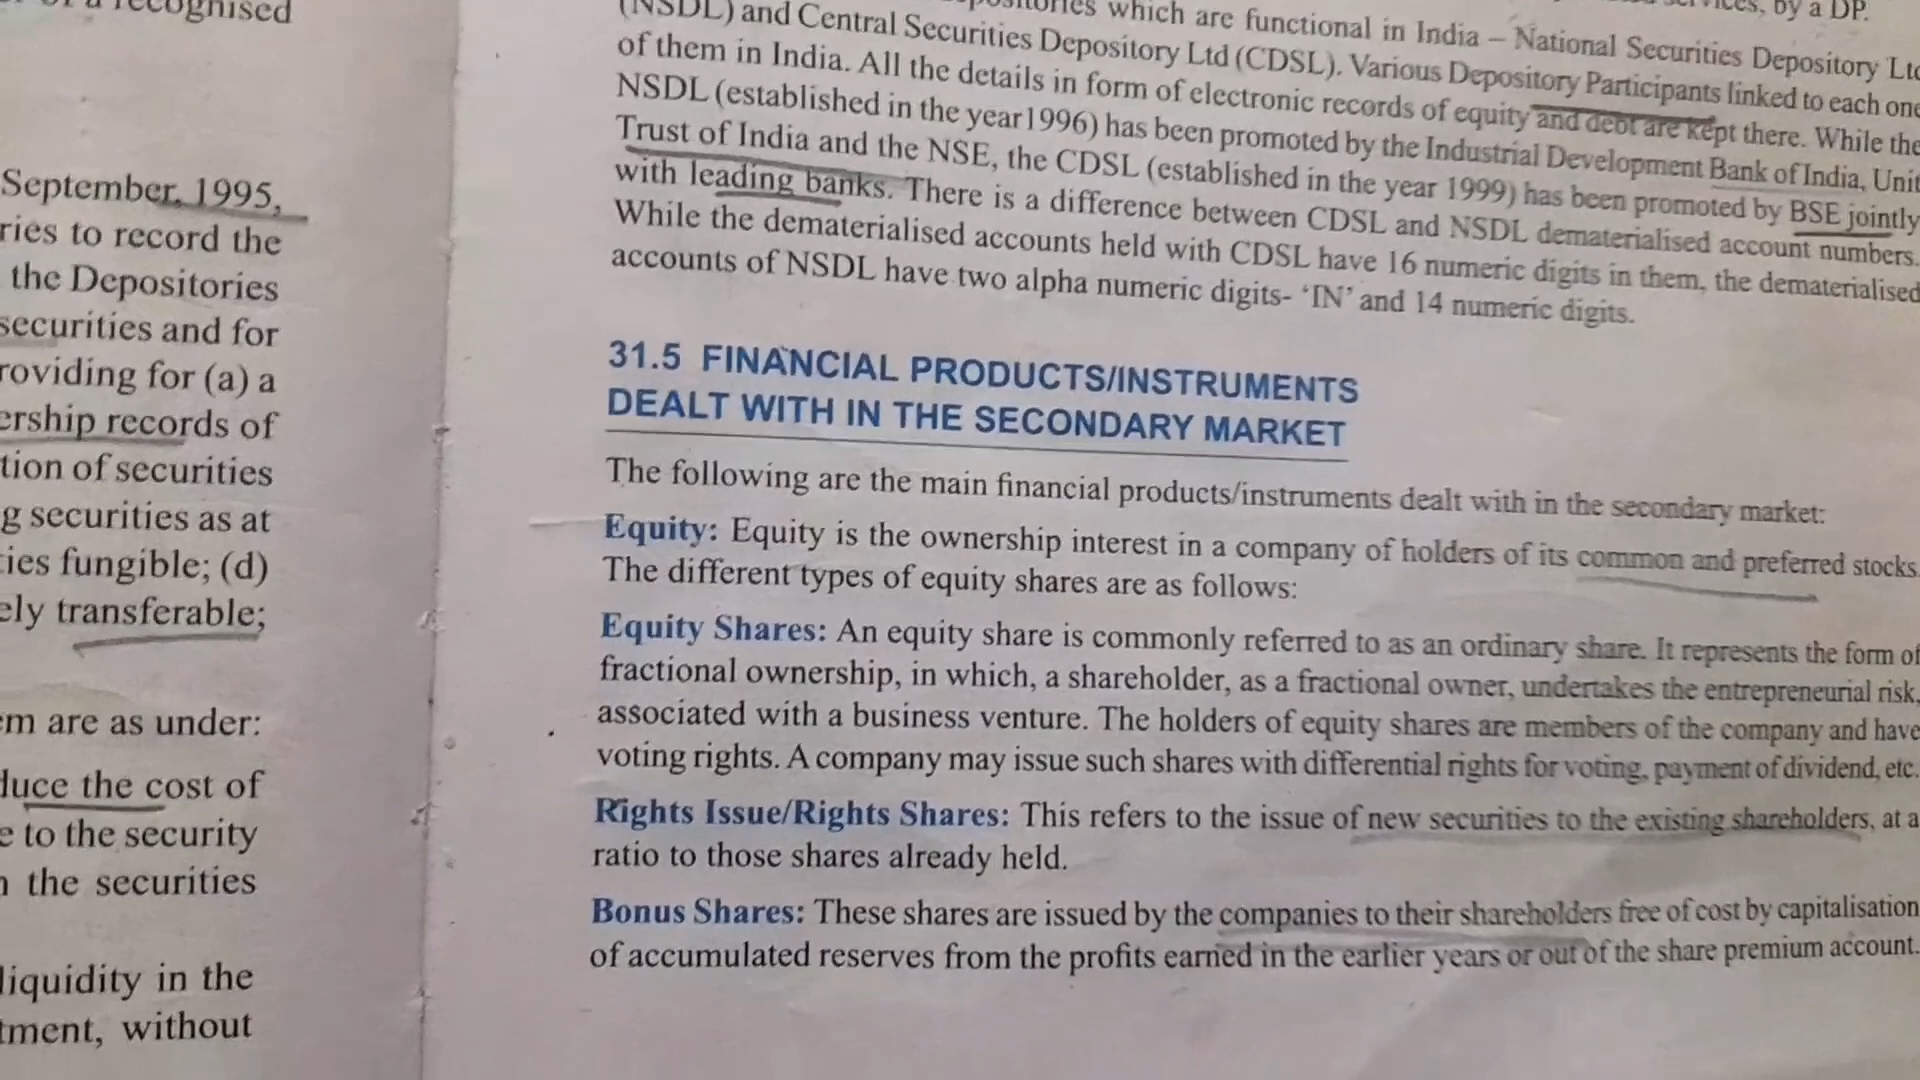 recognised
September, 1995,
ries to record the
the Depositories
securities and for
roviding for (a) a
ership records of
tion of securities
g securities as at
ies fungible; (d)
ely transferable;
em are as under:
duce the cost of
e to the security
the securities
liquidity in the
tment, without
by a DP.
which are functional in India – National Securities Depository Ltd
(NSDL) and Central Securities Depository Ltd (CDSL). Various Depository Participants linked to each one
of them in India. All the details in form of electronic records of equity and debt are kept there. While the
NSDL (established in the year1996) has been promoted by the Industrial Development Bank of India, Unit
Trust of India and the NSE, the CDSL (established in the year 1999) has been promoted by BSE jointly
with leading banks. There is a difference between CDSL and NSDL dematerialised account numbers.
While the dematerialised accounts held with CDSL have 16 numeric digits in them, the dematerialised
accounts of NSDL have two alpha numeric digits- ‘IN’ and 14 numeric digits.
31.5 FINANCIAL PRODUCTS/INSTRUMENTS
DEALT WITH IN THE SECONDARY MARKET
The following are the main financial products/instruments dealt with in the secondary market:
Equity: Equity is the ownership interest in a company of holders of its common and preferred stocks.
The different types of equity shares are as follows:
Equity Shares: An equity share is commonly referred to as an ordinary share. It represents the form of
fractional ownership, in which, a shareholder, as a fractional owner, undertakes the entrepreneurial risk,
associated with a business venture. The holders of equity shares are members of the company and have
voting rights. A company may issue such shares with differential rights for voting, payment of dividend, etc.
Rights Issue/Rights Shares: This refers to the issue of new securities to the existing shareholders, at a
ratio to those shares already held.
Bonus Shares: These shares are issued by the companies to their shareholders free of cost by capitalisation
of accumulated reserves from the profits earned in the earlier years or out of the share premium account.